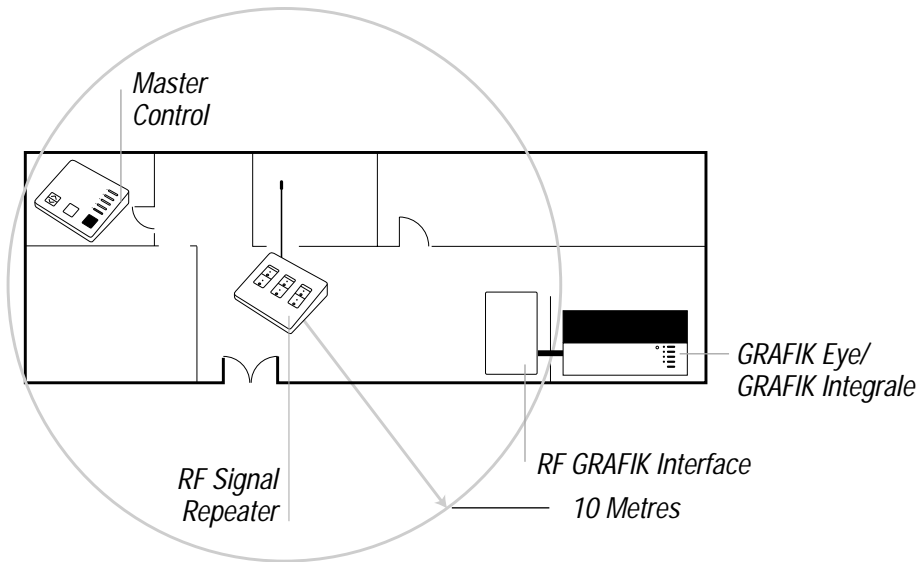 Master
Control
GRAFIK Eye/
GRAFIK Integrale
RF GRAFIK Interface
RF Signal
Repeater
10 Metres